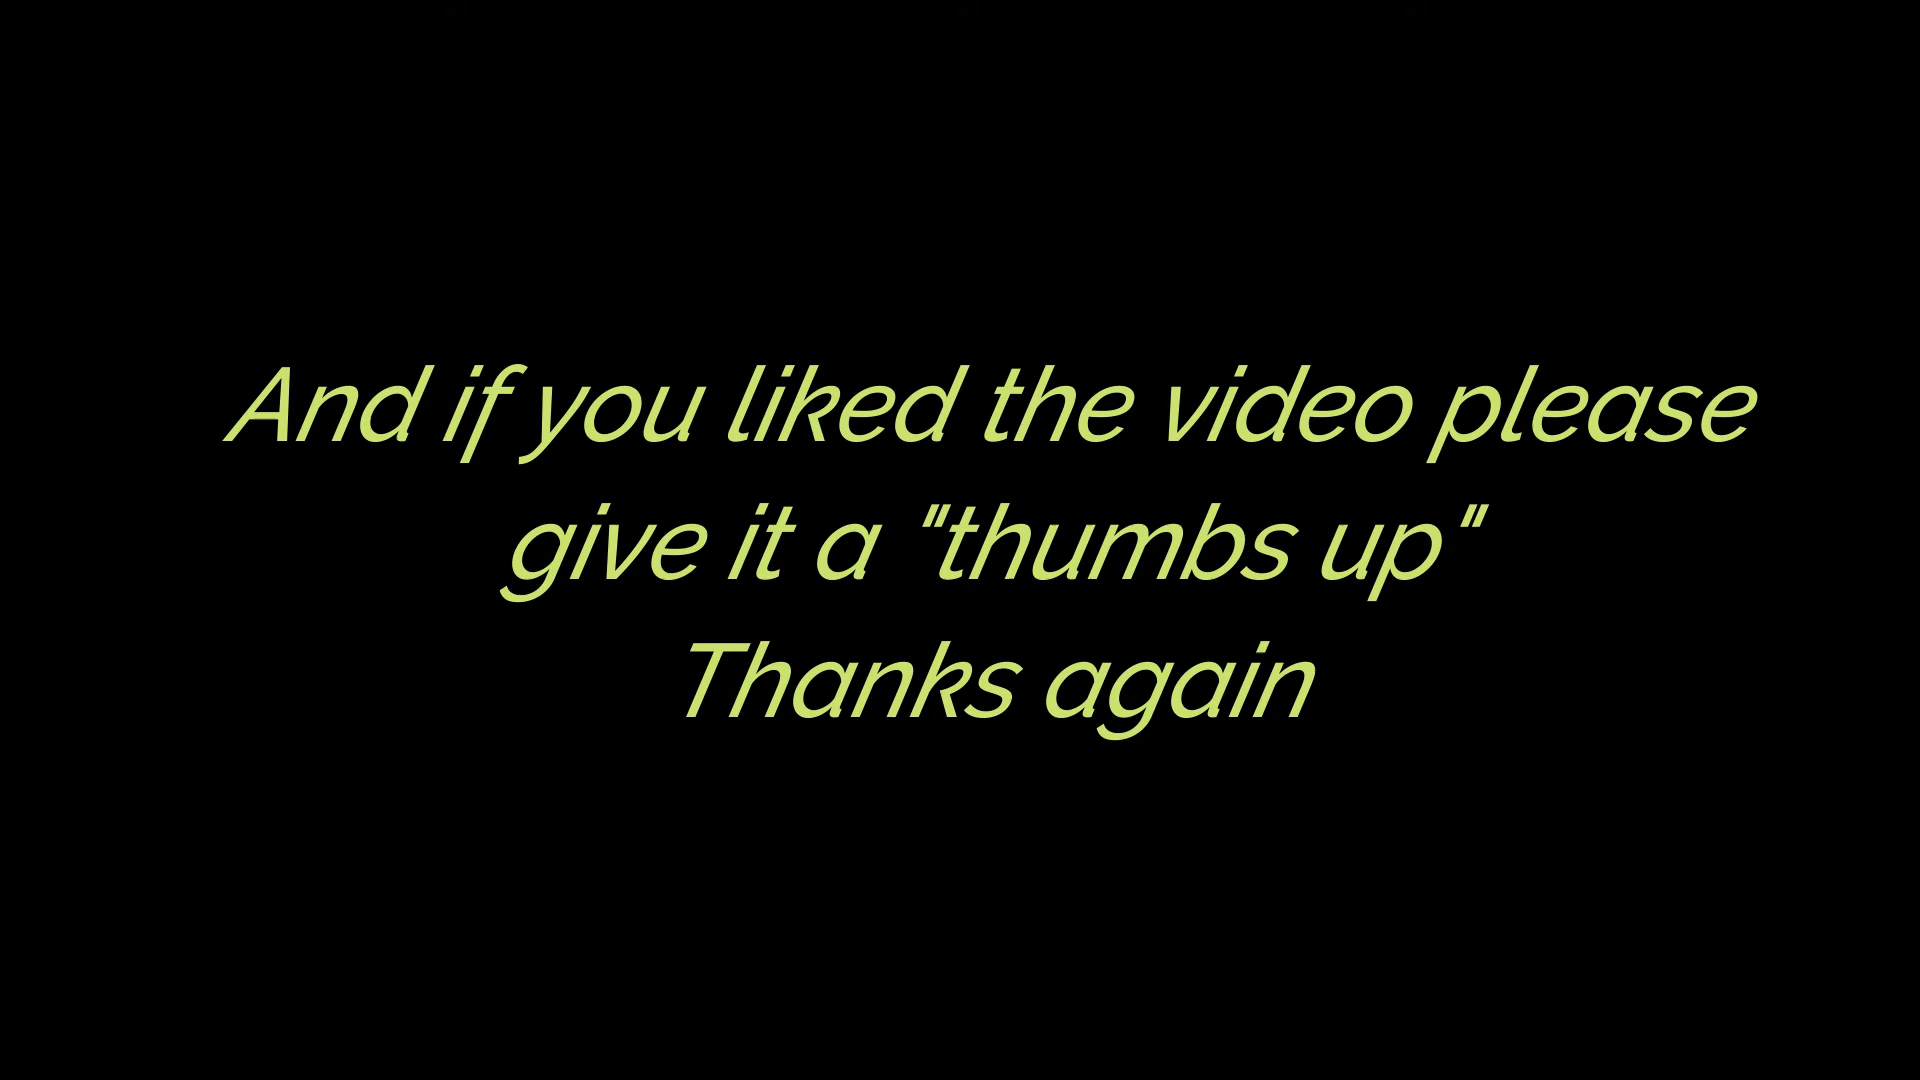 And if you liked the video please
give it a "thumbs up"
Thanks again